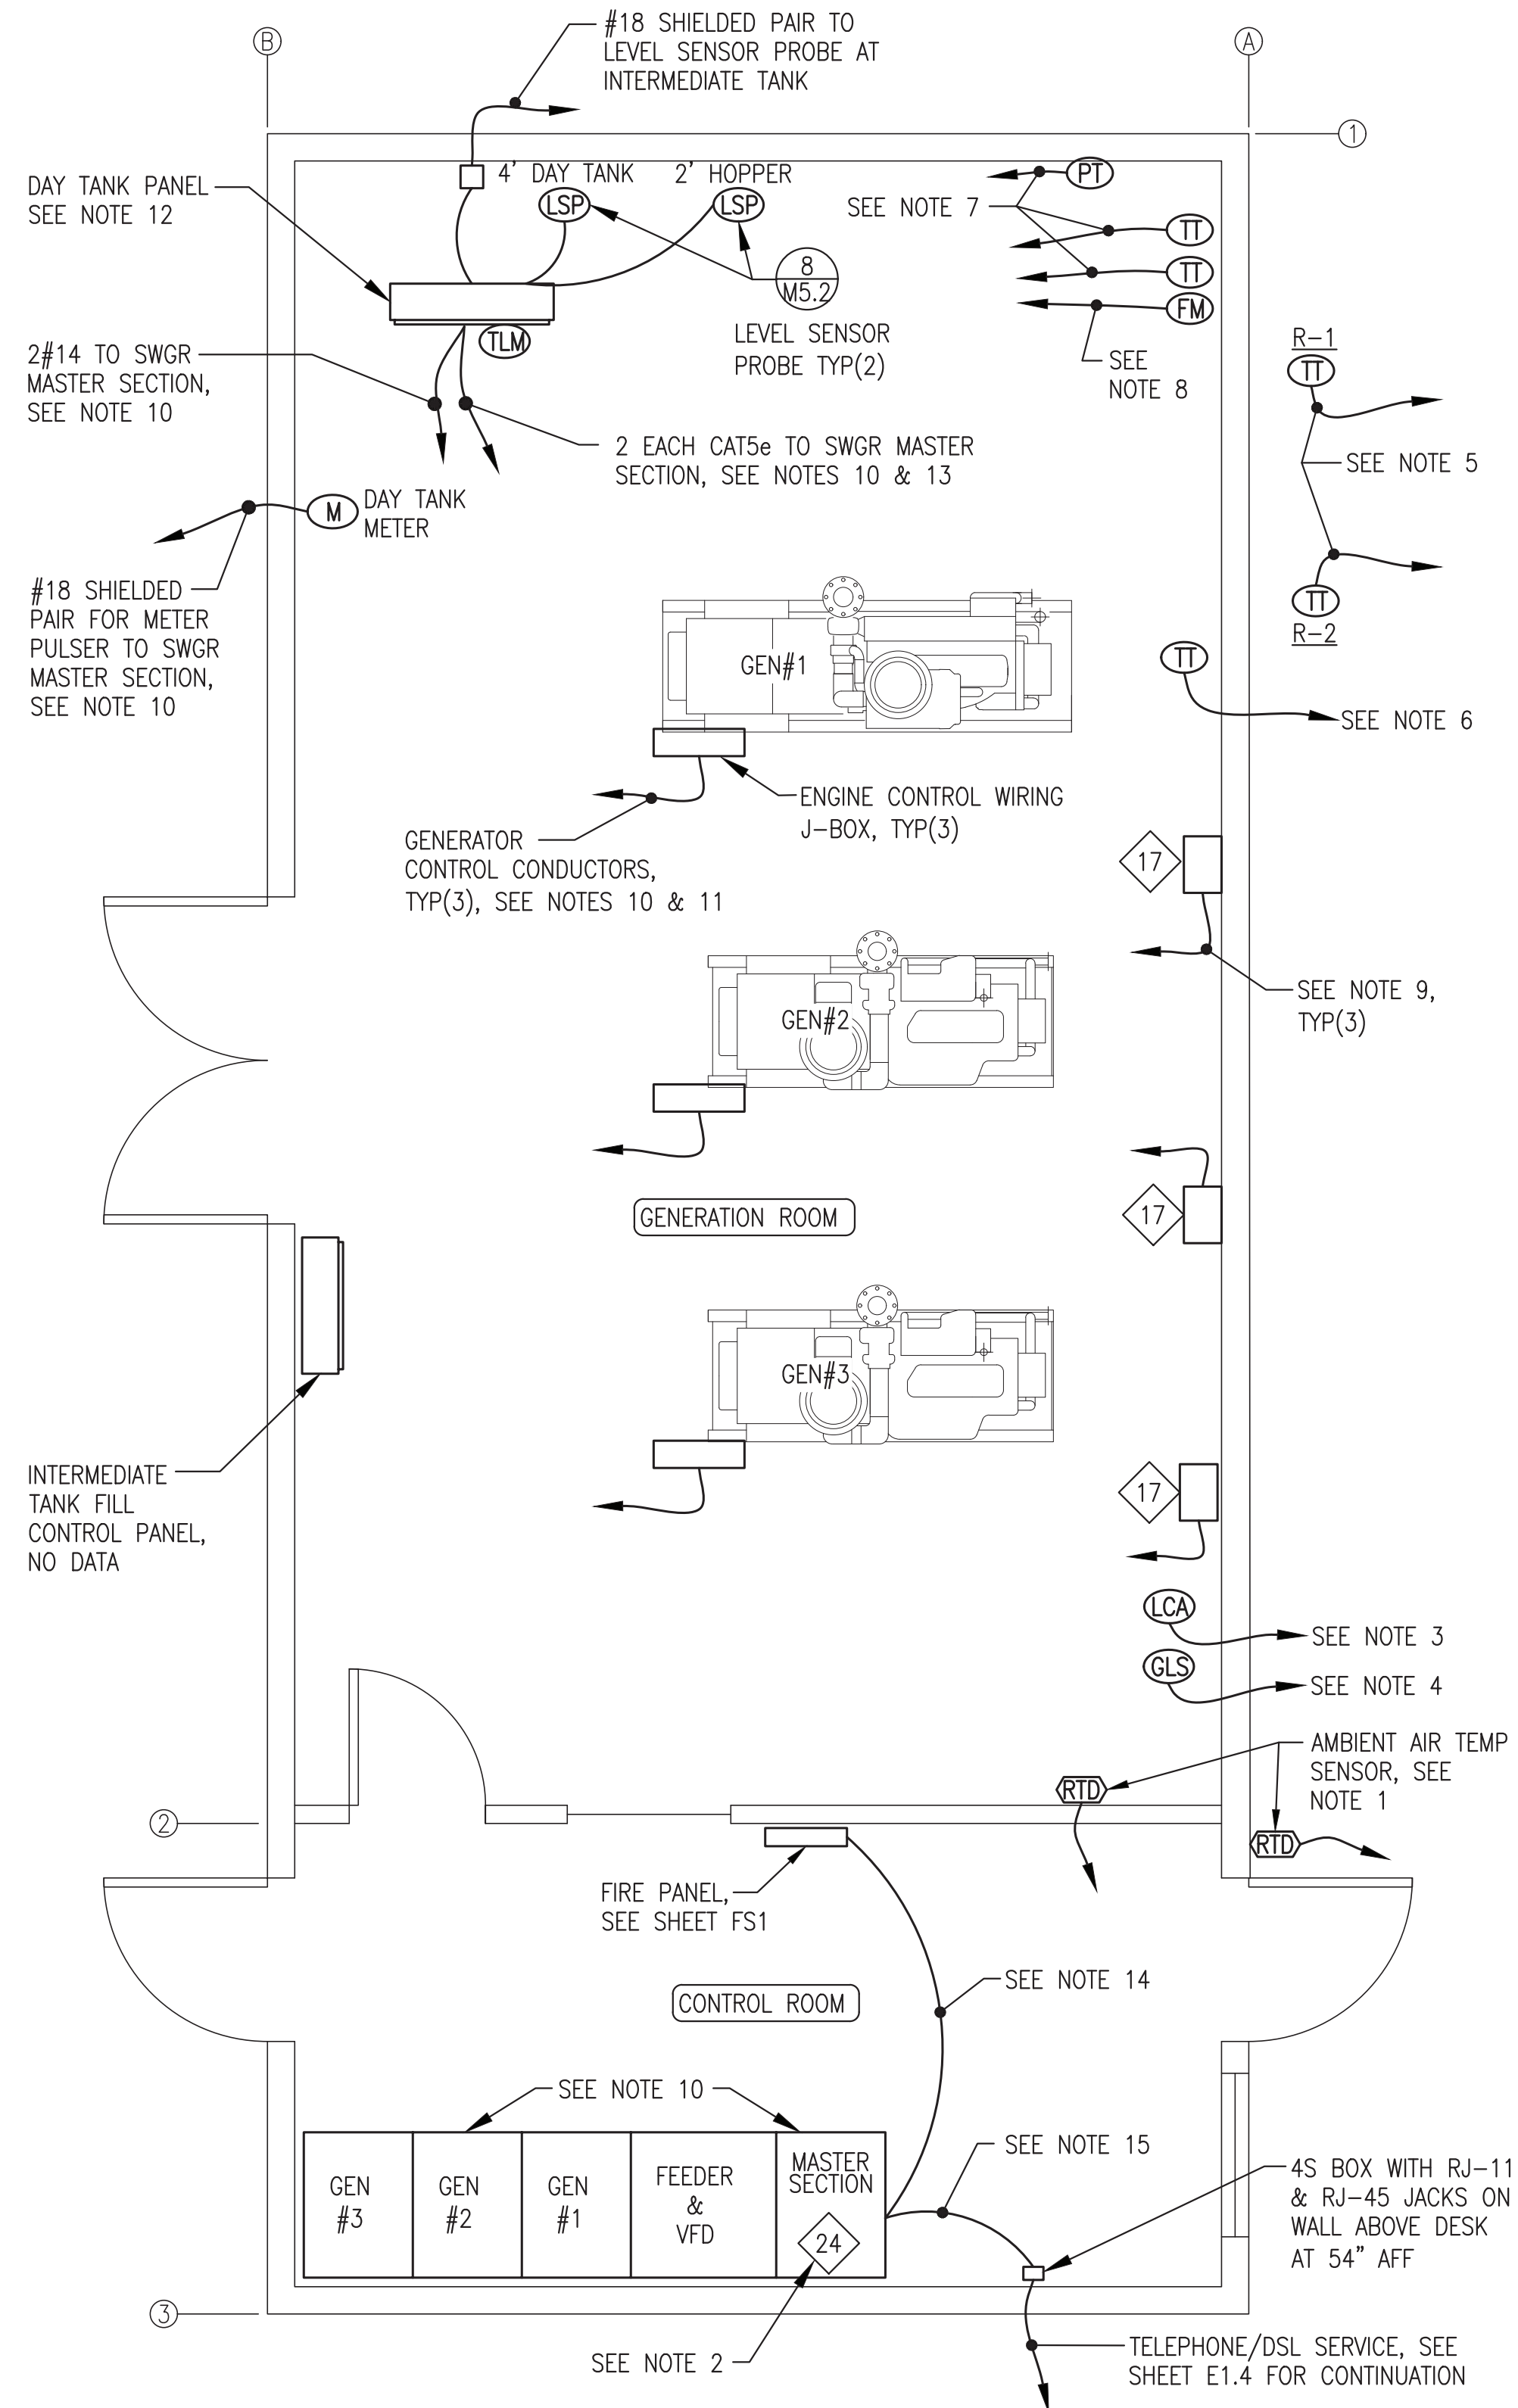 B
A
#18 SHIELDED PAIR TO
LEVEL SENSOR PROBE AT
INTERMEDIATE TANK
1
DAY TANK PANEL
SEE NOTE 12
4' DAY TANK
2' HOPPER
LSP
LSP
PT
SEE NOTE 7
TT
TT
FM
8
M5.2
LEVEL SENSOR
PROBE TYP(2)
TLM
SEE
NOTE 8
2#14 TO SWGR
MASTER SECTION,
SEE NOTE 10
R-1
TT
2 EACH CAT5e TO SWGR MASTER
SECTION, SEE NOTES 10 & 13
SEE NOTE 5
M
DAY TANK
METER
#18 SHIELDED
PAIR FOR METER
PULSER TO SWGR
MASTER SECTION,
SEE NOTE 10
TT
R-2
GEN#1
TT
SEE NOTE 6
ENGINE CONTROL WIRING
J-BOX, TYP(3)
GENERATOR
CONTROL CONDUCTORS,
TYP(3), SEE NOTES 10 & 11
17
SEE NOTE 9,
TYP(3)
GEN#2
GENERATION ROOM
17
GEN#3
INTERMEDIATE
TANK FILL
CONTROL PANEL,
NO DATA
17
LCA
SEE NOTE 3
GLS
SEE NOTE 4
AMBIENT AIR TEMP
SENSOR, SEE
NOTE 1
RTD
RTD
2
FIRE PANEL,
SEE SHEET FS1
SEE NOTE 14
CONTROL ROOM
SEE NOTE 10
SEE NOTE 15
GEN
#3
GEN
#2
GEN
#1
FEEDER
&
VFD
MASTER
SECTION
24
4S BOX WITH RJ-11
& RJ-45 JACKS ON
WALL ABOVE DESK
AT 54" AFF
3
SEE NOTE 2
TELEPHONE/DSL SERVICE, SEE
SHEET E1.4 FOR CONTINUATION